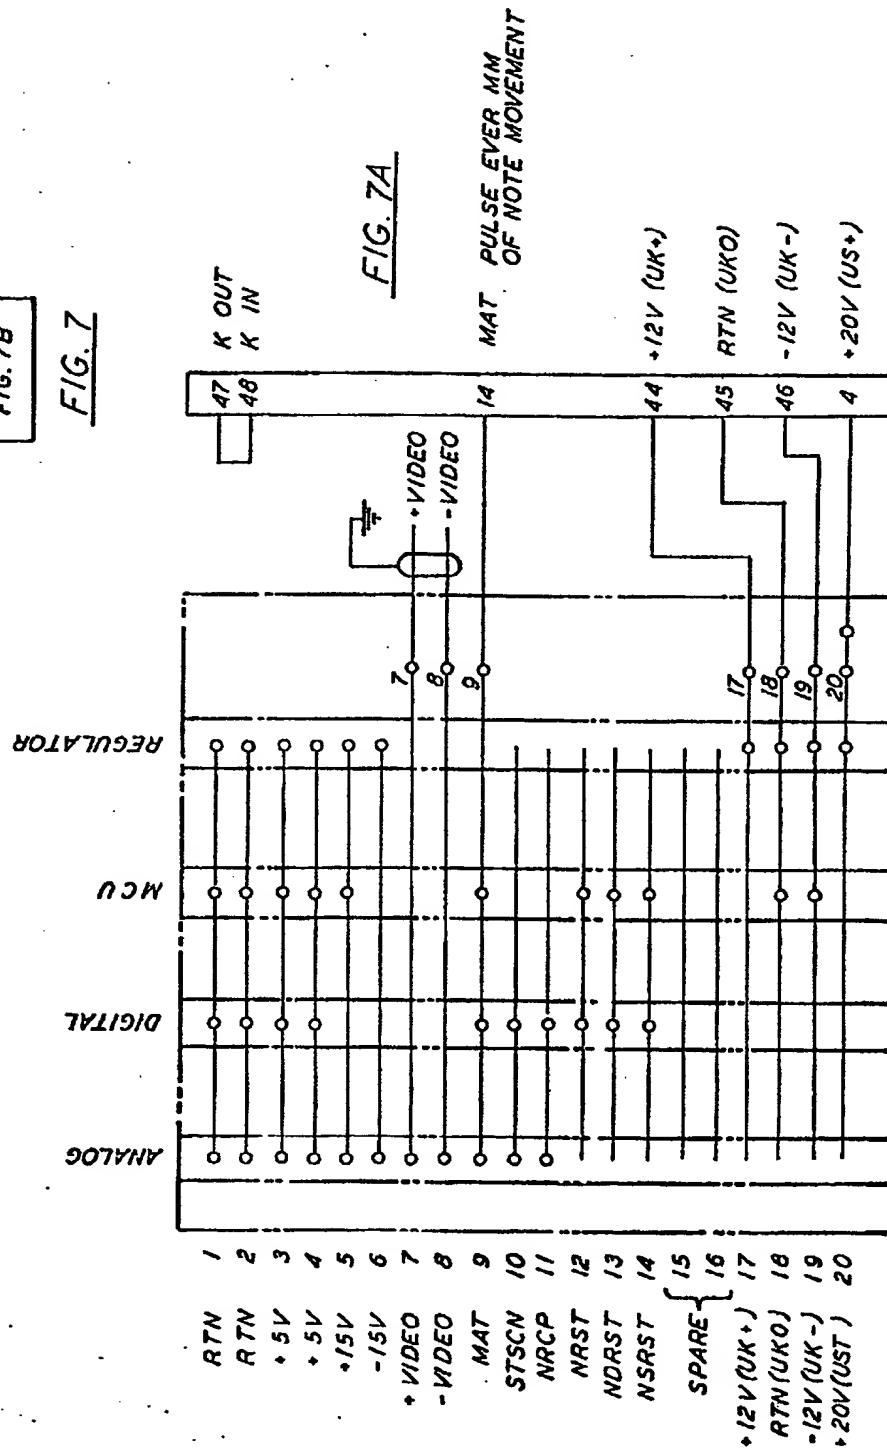 FIG. 7B
FIG. 7
47 K OUT
48 K IN
FIG. 7A
14 MAT. PULSE EVER MM
OF NOTE MOVEMENT
44 +12V (UK+)
45 RTN (UKO)
46 -12V (UK-)
4 +20V (US+)
+VIDEO
-VIDEO
7
8
9
17
18
19
20
REGULATOR
MCU
DIGITAL
ANALOG
RTN 1
RTN 2
+5V 3
+5V 4
+15V 5
-15V 6
+VIDEO 7
-VIDEO 8
MAT 9
STSCN 10
NRCP 11
NRST 12
NDRST 13
NSRST 14
SPARE { 15
16
+12V(UK+) 17
RTN(UKO) 18
-12V(UK-) 19
+20V(UST) 20